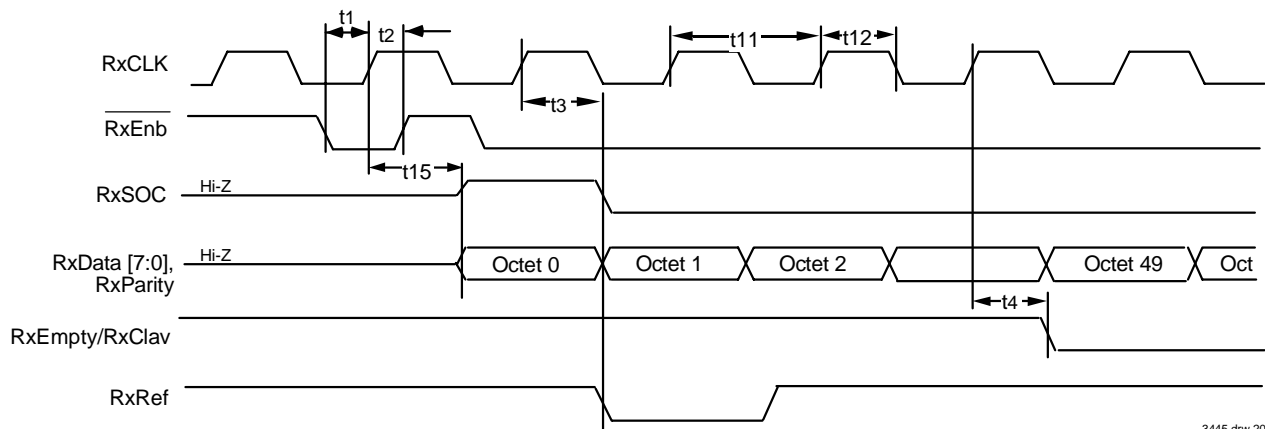 t1
t2
RxCLK
t11
t12
t3
RxEnb
t15
RxSOC
Hi-Z
RxData [7:0],
RxParity
Hi-Z
Octet 0
Octet 1
Octet 2
Octet 49
Oct
t4
RxEmpty/RxClav
RxRef